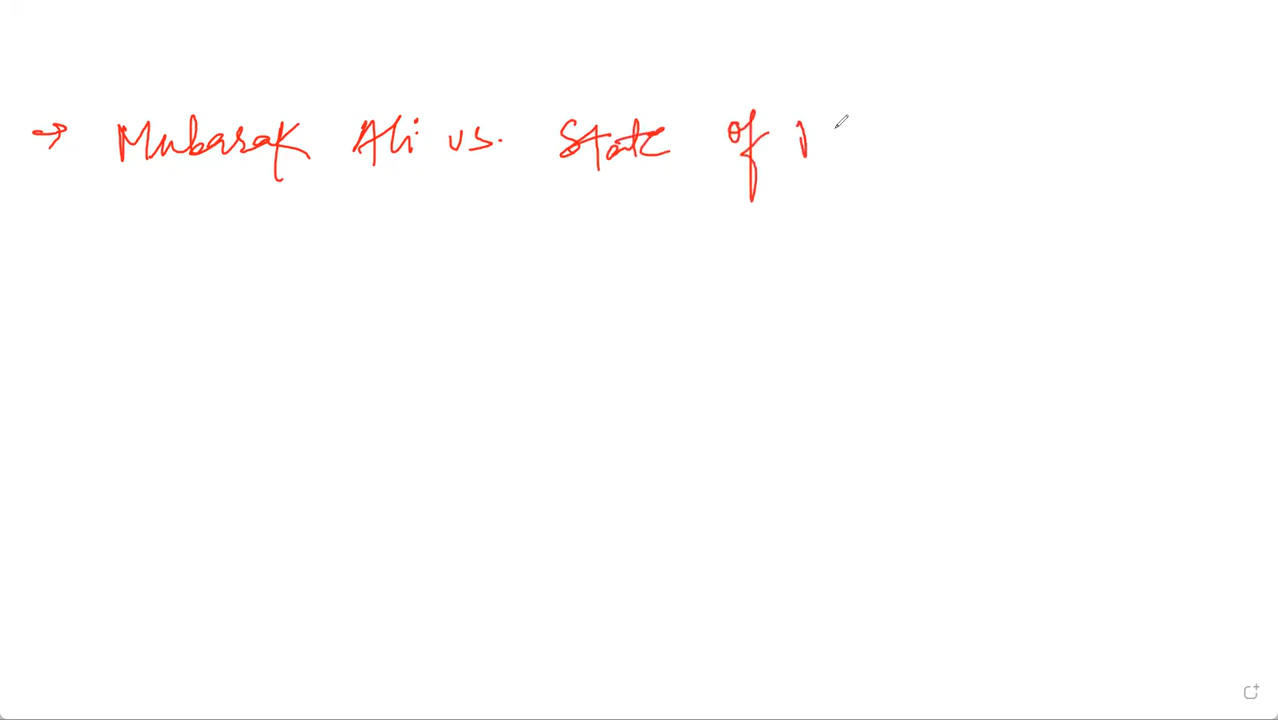 → Mubarak Ali vs. State of